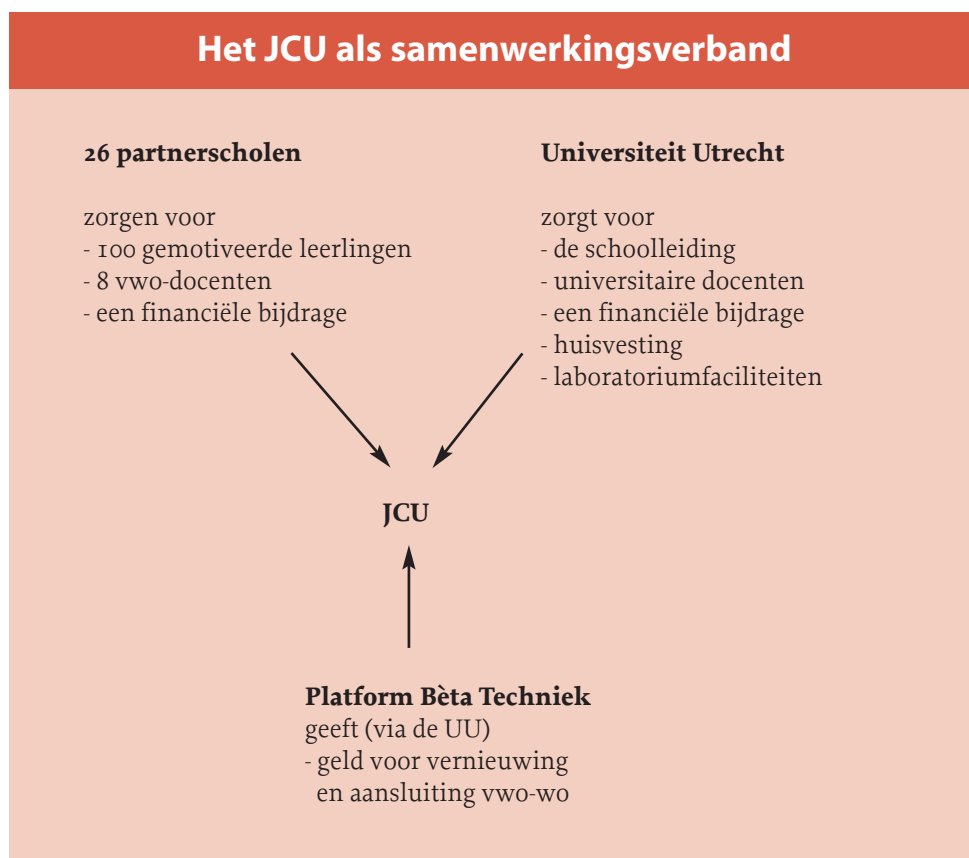 Het JCU als samenwerkingsverband
26 partnerscholen
zorgen voor
- 100 gemotiveerde leerlingen
- 8 vwo-docenten
- een financiële bijdrage
Universiteit Utrecht
zorgt voor
- de schoolleiding
- universitaire docenten
- een financiële bijdrage
- huisvesting
- laboratoriumfaciliteiten
JCU
Platform Bèta Techniek
geeft (via de UU)
- geld voor vernieuwing
en aansluiting vwo-wo